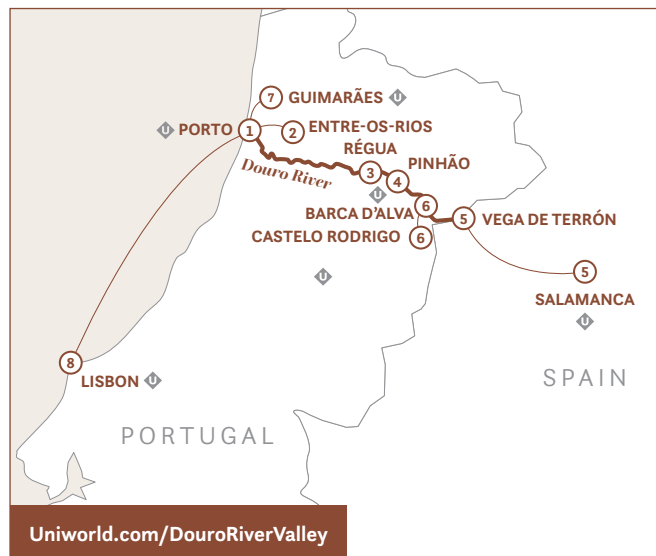 7 GUIMARÃES U
U PORTO 1
2 ENTRE-OS-RIOS
RÉGUA
Douro River
3
4 PINHÃO
U
BARCA D'ALVA 6
5 VEGA DE TERRÓN
CASTELO RODRIGO 6
U
5
SALAMANCA
U
8
LISBON U
SPAIN
PORTUGAL
Uniworld.com/DouroRiverValley